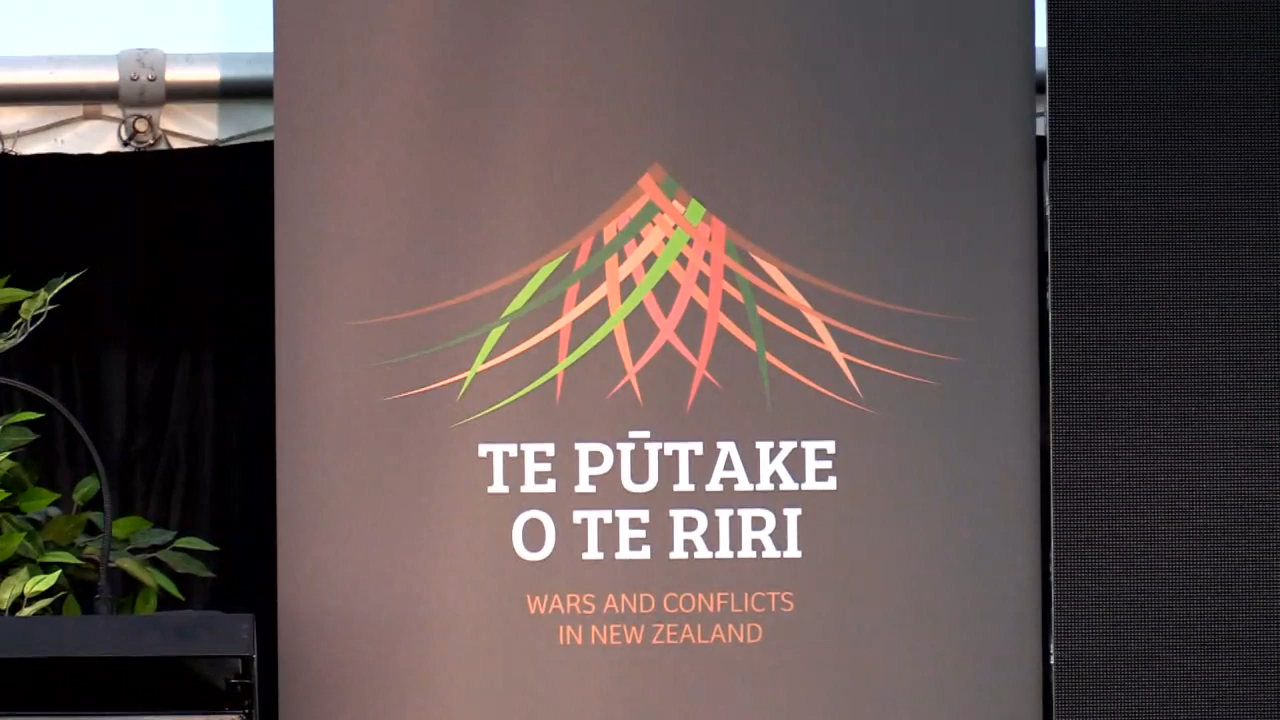 TE PŪTAKE
O TE RIRI
WARS AND CONFLICTS
IN NEW ZEALAND